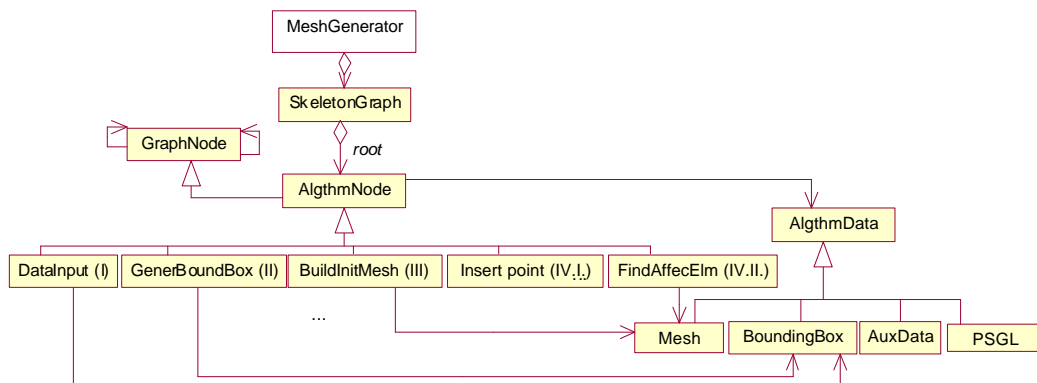 MeshGenerator
SkeletonGraph
GraphNode
root
AlgthmNode
AlgthmData
DataInput (I)
GenerBoundBox (II)
BuildInitMesh (III)
Insert point (IV.I.)
FindAffecElm (IV.II.)
...
...
Mesh
BoundingBox
AuxData
PSGL